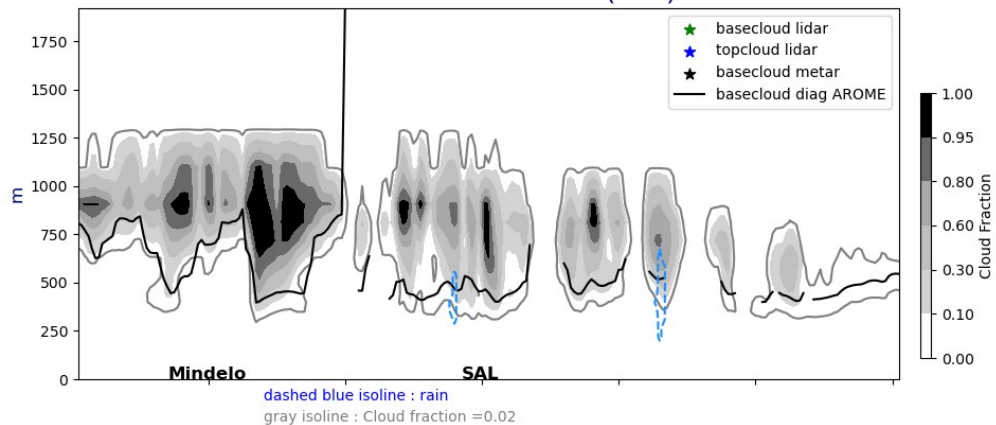 basecloud lidar
topcloud lidar
basecloud metar
basecloud diag AROME
1750
1500
1250
1000
750
500
250
0
m
Mindelo
SAL
1.00
0.95
0.80
0.60
0.30
0.10
0.00
Cloud Fraction
dashed blue isoline : rain
gray isoline : Cloud fraction =0.02